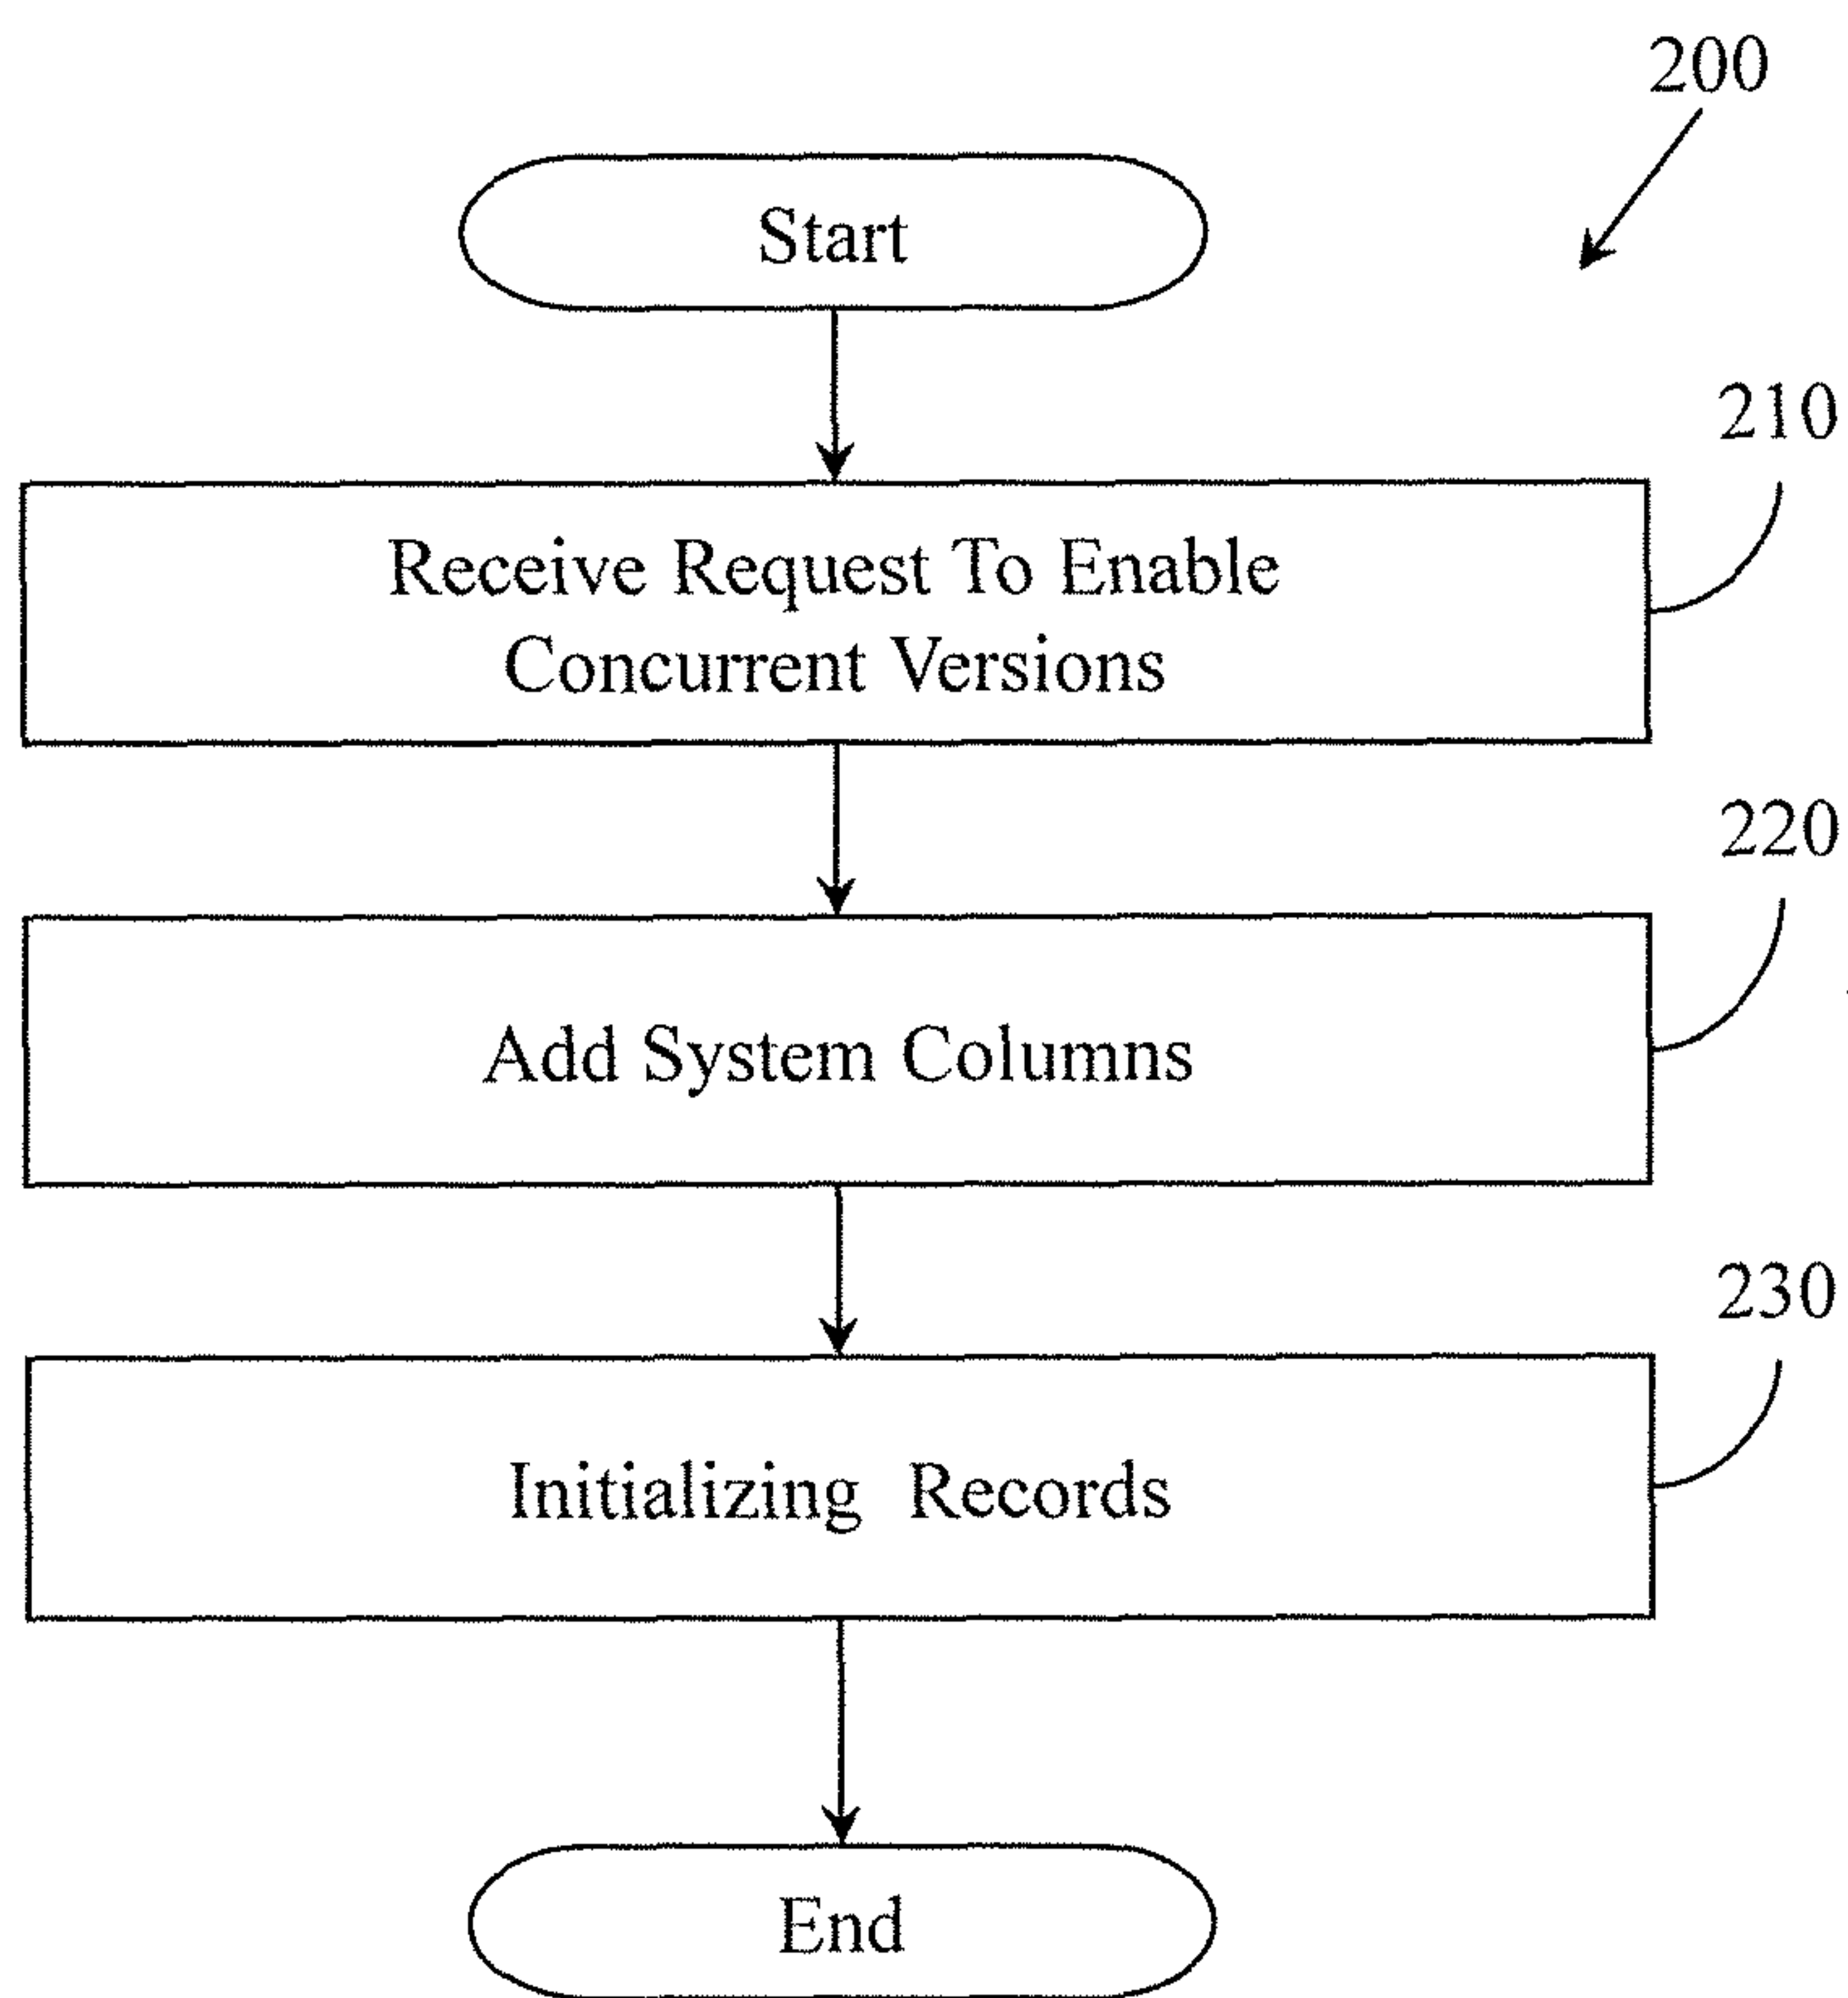 200
Start
210
Receive Request To Enable
Concurrent Versions
220
Add System Columns
230
Initializing Records
End